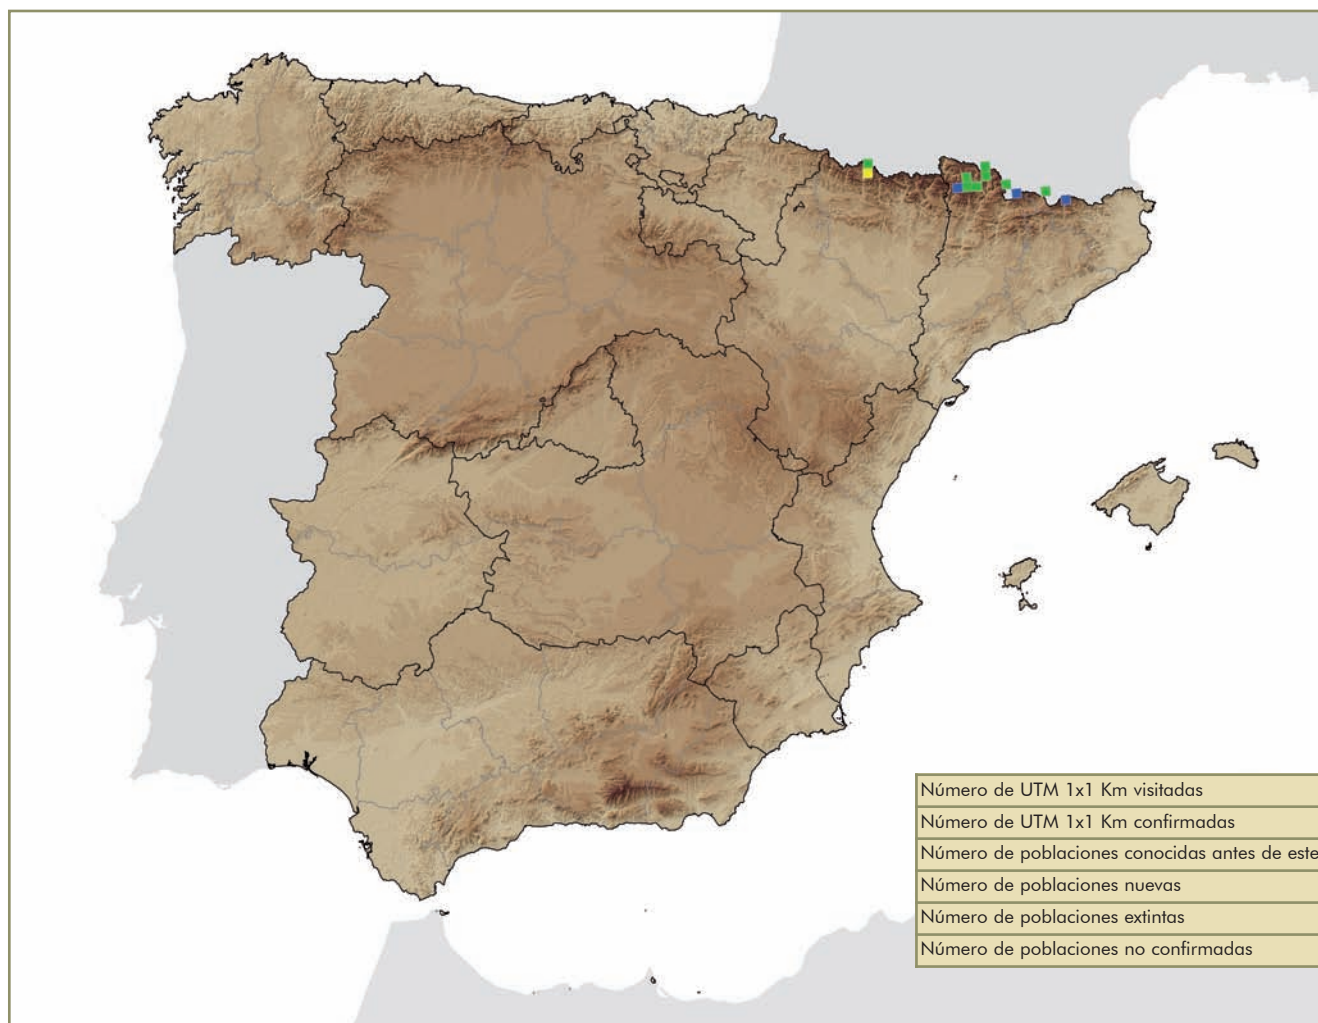 Número de UTM 1x1 Km visitadas
Número de UTM 1x1 Km confirmadas
Número de poblaciones conocidas antes de este
Número de poblaciones nuevas
Número de poblaciones extintas
Número de poblaciones no confirmadas